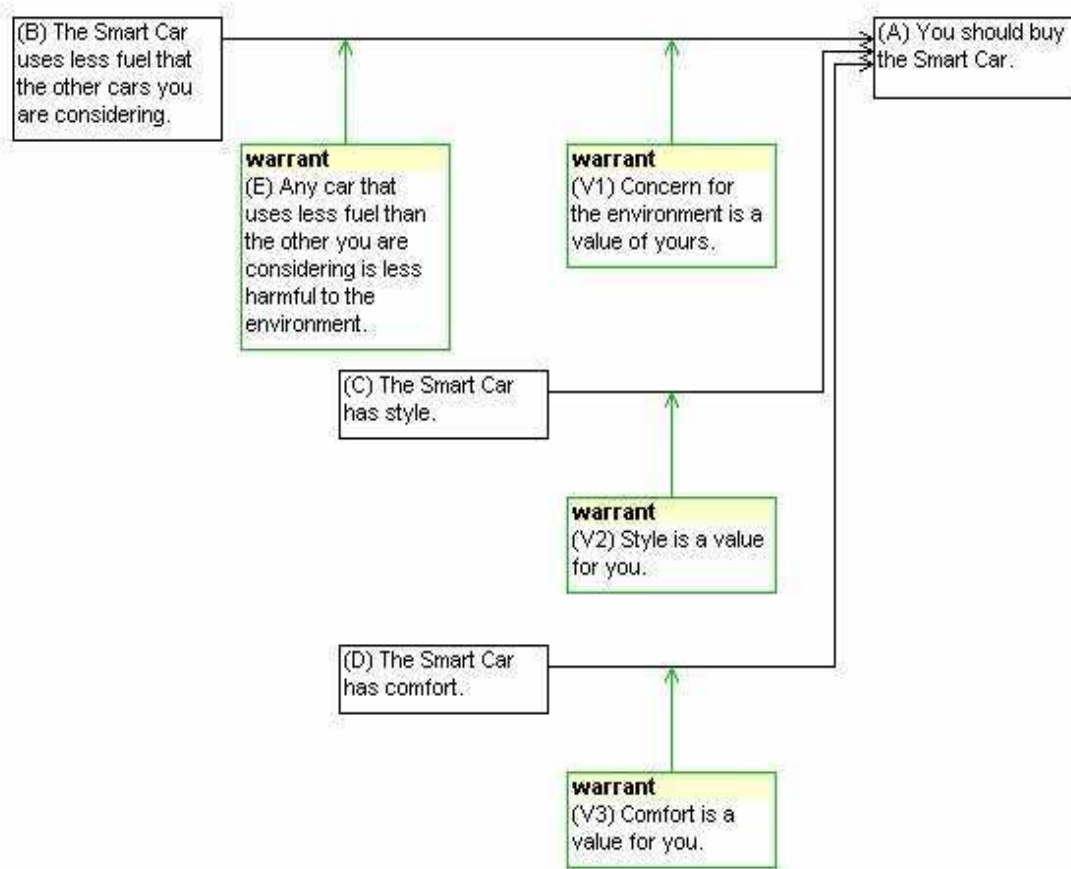 (B) The Smart Car
uses less fuel that
the other cars you
are considering.
(A) You should buy
the Smart Car.
warrant
(E) Any car that
uses less fuel than
the other you are
considering is less
harmful to the
environment.
warrant
(V1) Concern for
the environment is a
value of yours.
(C) The Smart Car
has style.
warrant
(V2) Style is a value
for you.
(D) The Smart Car
has comfort.
warrant
(V3) Comfort is a
value for you.